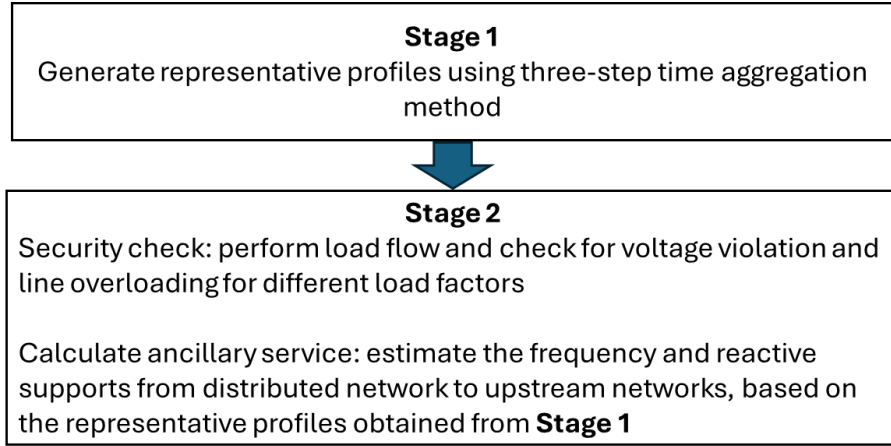 Stage 1
Generate representative profiles using three-step time aggregation
method
Stage 2
Security check: perform load flow and check for voltage violation and
line overloading for different load factors
Calculate ancillary service: estimate the frequency and reactive
supports from distributed network to upstream networks, based on
the representative profiles obtained from Stage 1